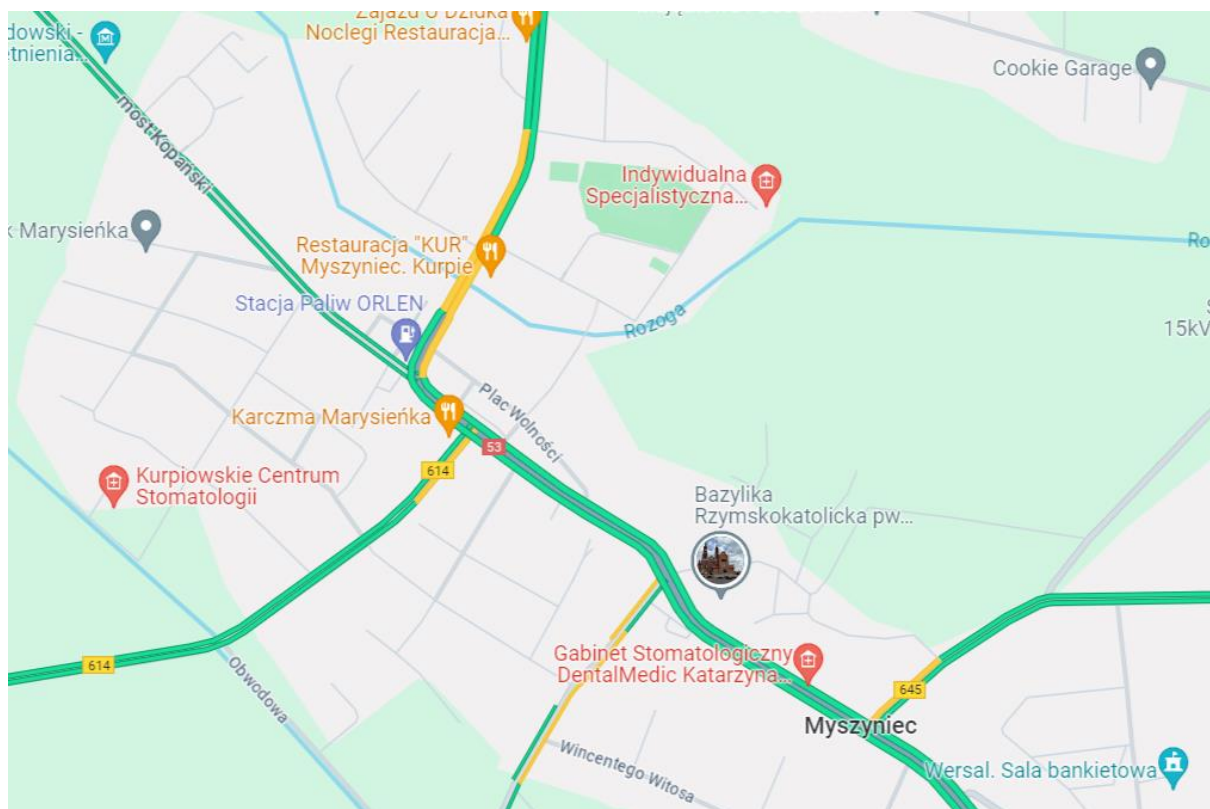 Zajazd U Dzidka
Noclegi Restauracja...
dowski -
etnienia...
Cookie Garage
most Kopański
Indywidualna
Specjalistyczna...
k Marysieńka
Restauracja "KUR"
Myszyniec. Kurpie
Ro
Stacja Paliw ORLEN
Rozoga
15kV
Plac Wolności
Karczma Marysieńka
53
614
Kurpiowskie Centrum
Stomatologii
Bazylika
Rzymskokatolicka pw...
614
Obwodowa
Gabinet Stomatologiczny
DentalMedic Katarzyna...
645
Myszyniec
Wincentego Witosa
Wersal. Sala bankietowa